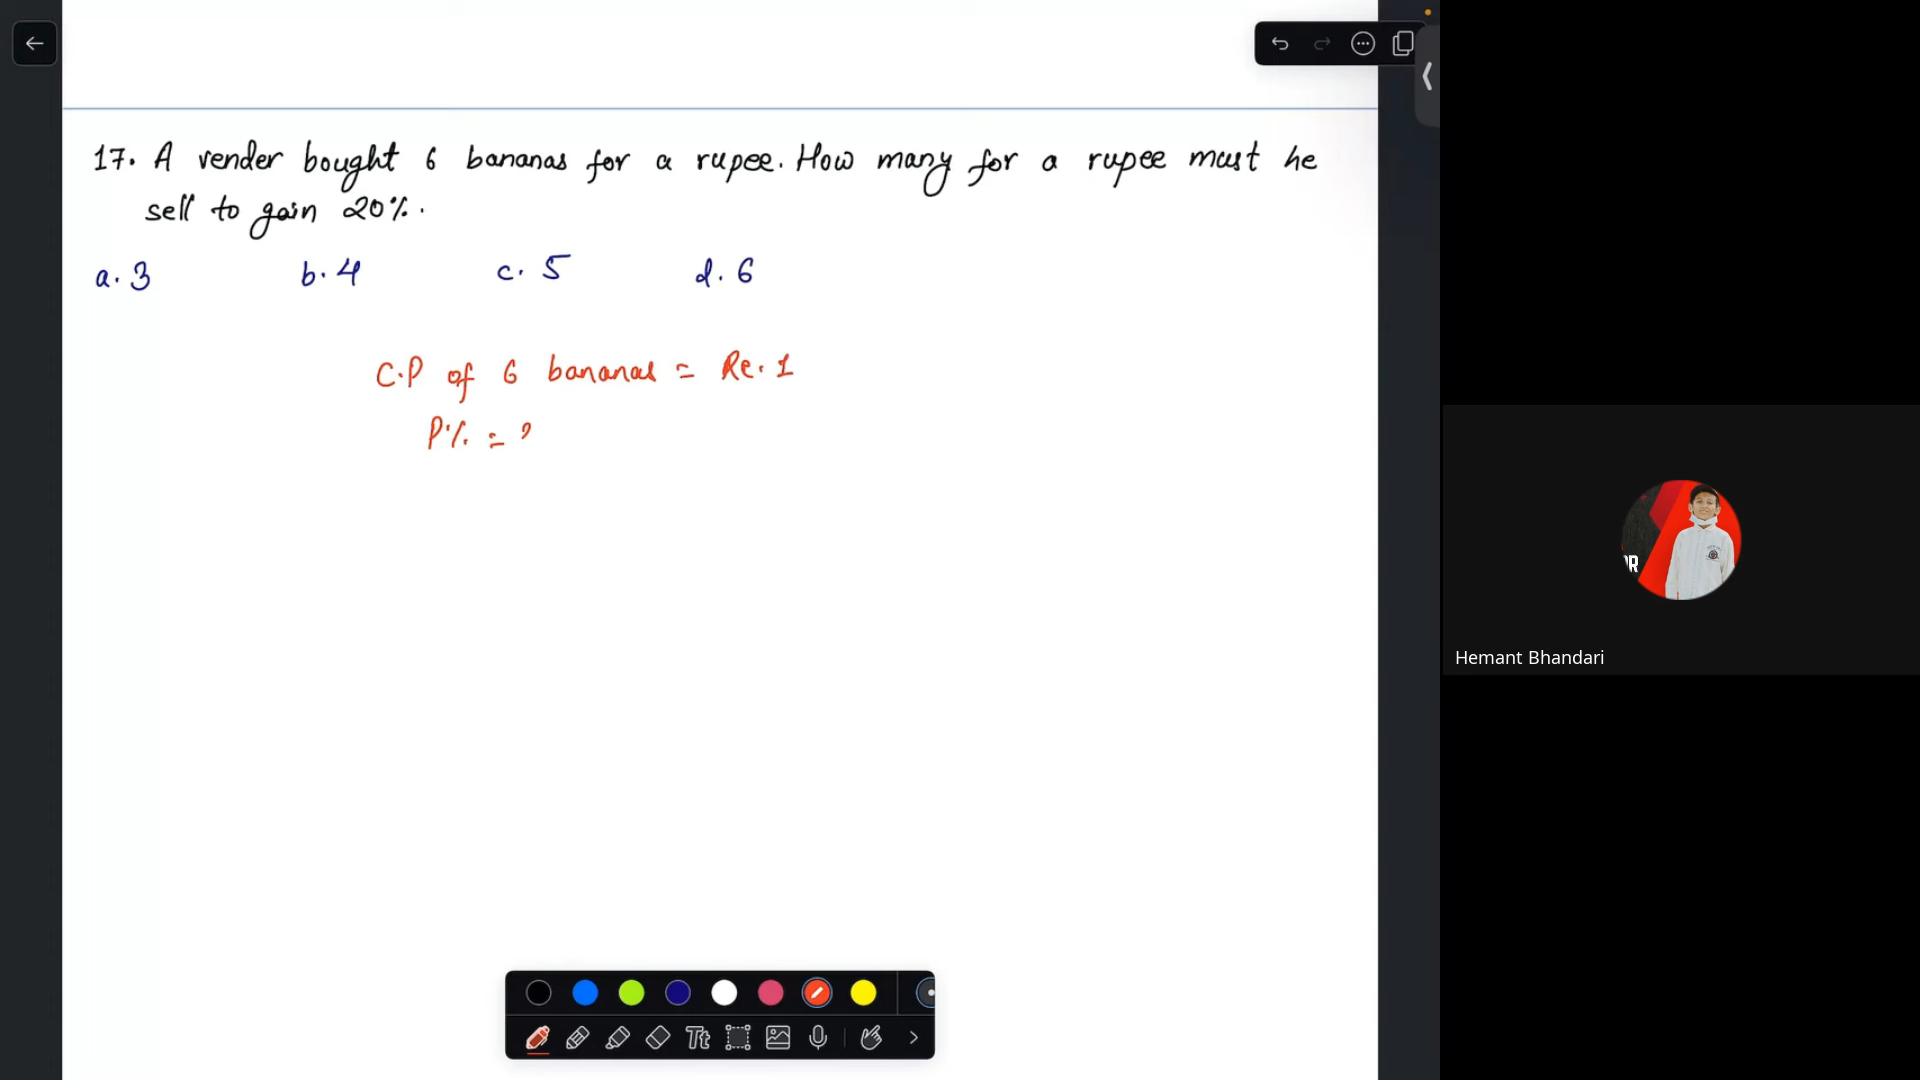 17. A vender bought 6 bananas for a rupee. How many for a rupee must he
sell to gain 20%.
a. 3 b. 4 c. 5 d. 6
C.P of 6 bananas = Re. 1
P% =
Hemant Bhandari
Tt